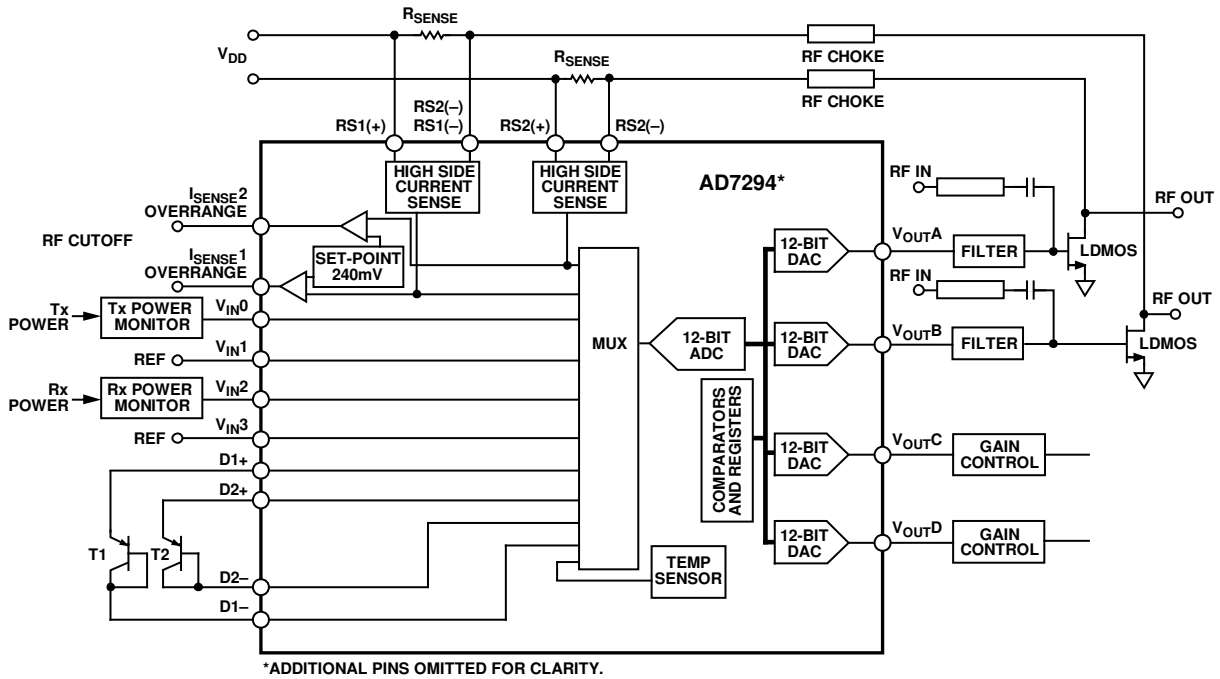 RSENSE
VDD
RSENSE
RF CHOKE
RF CHOKE
RS2(–)
RS1(+)
RS1(–)
RS2(+)
RS2(–)
HIGH SIDE
CURRENT
SENSE
HIGH SIDE
CURRENT
SENSE
AD7294*
RF IN
RF OUT
ISENSE2
OVERRANGE
RF CUTOFF
SET-POINT
240mV
12-BIT
DAC
VOUTA
FILTER
LDMOS
ISENSE1
OVERRANGE
RF IN
RF OUT
Tx
POWER
Tx POWER
MONITOR
VIN0
MUX
12-BIT
ADC
12-BIT
DAC
VOUTB
FILTER
LDMOS
REF
VIN1
Rx
POWER
Rx POWER
MONITOR
VIN2
COMPARATORS
AND REGISTERS
REF
VIN3
12-BIT
DAC
VOUTC
GAIN
CONTROL
D1+
D2+
T1
T2
12-BIT
DAC
VOUTD
GAIN
CONTROL
TEMP
SENSOR
D2–
D1–
*ADDITIONAL PINS OMITTED FOR CLARITY.